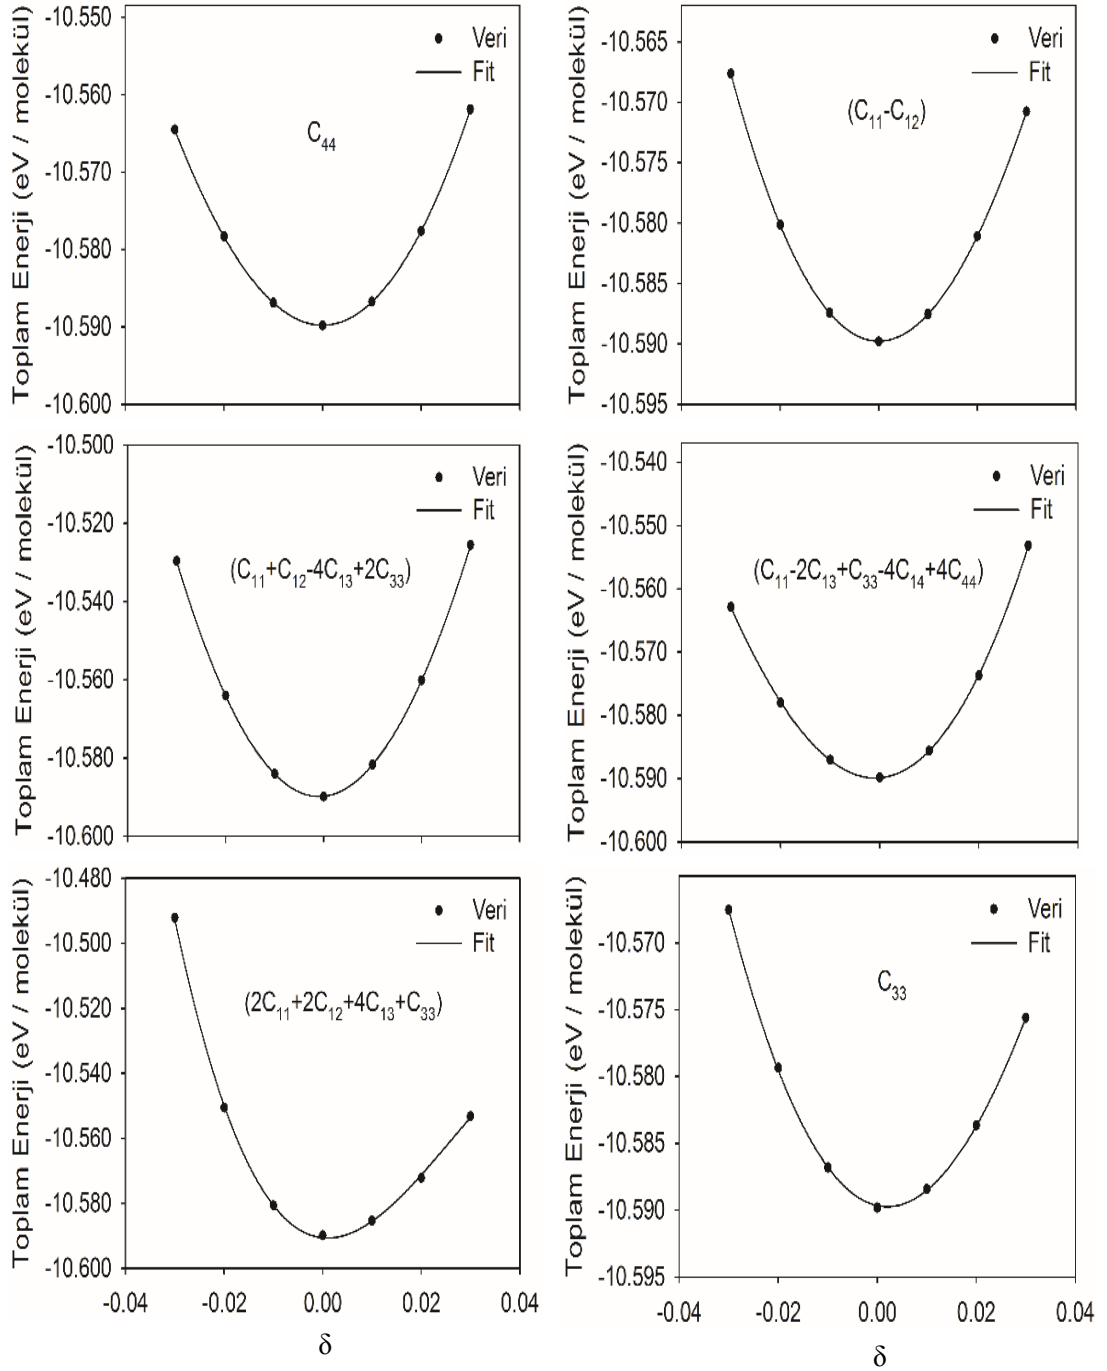 Toplam Enerji (eV / molekül)
-10.550
-10.560
-10.570
-10.580
-10.590
-10.600
Veri
Fit
C44
Toplam Enerji (eV / molekül)
-10.565
-10.570
-10.575
-10.580
-10.585
-10.590
-10.595
Veri
Fit
(C11-C12)
Toplam Enerji (eV / molekül)
-10.500
-10.520
-10.540
-10.560
-10.580
-10.600
Veri
Fit
(C11+C12-4C13+2C33)
Toplam Enerji (eV / molekül)
-10.540
-10.550
-10.560
-10.570
-10.580
-10.590
-10.600
Veri
Fit
(C11-2C13+C33-4C14+4C44)
Toplam Enerji (eV / molekül)
-10.480
-10.500
-10.520
-10.540
-10.560
-10.580
-10.600
Veri
Fit
(2C11+2C12+4C13+C33)
-0.04 -0.02 0.00 0.02 0.04
δ
Toplam Enerji (eV / molekül)
-10.570
-10.575
-10.580
-10.585
-10.590
-10.595
Veri
Fit
C33
-0.04 -0.02 0.00 0.02 0.04
δ